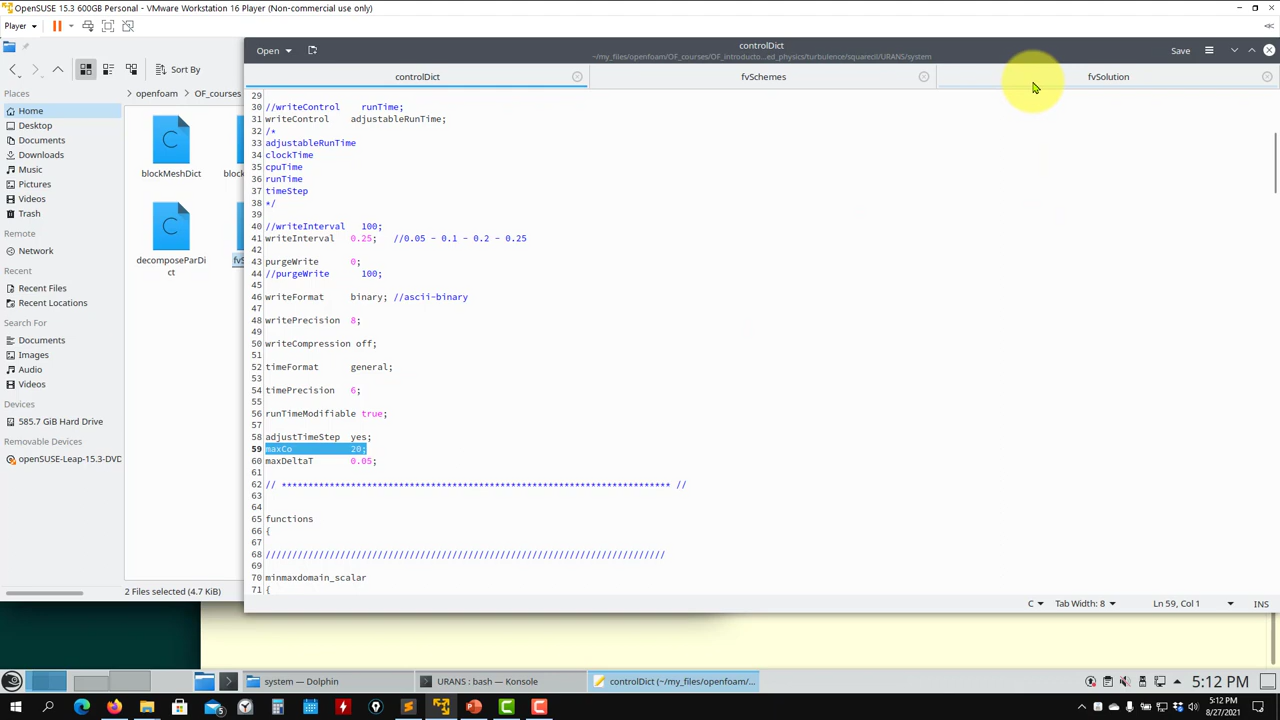 OpenSUSE 15.3 600GB Personal - VMware Workstation 16 Player (Non-commercial use only)
Player
Sort By
openfoam
OF_courses
Places
Home
Desktop
Documents
Downloads
Music
Pictures
Videos
Trash
Remote
Network
Recent
Recent Files
Recent Locations
Search For
Documents
Images
Audio
Videos
Devices
585.7 GiB Hard Drive
Removable Devices
openSUSE-Leap-15.3-DVD
blockMeshDict
decomposeParDi
ct
2 Files selected (4.7 KiB)
Open
controlDict
~/my_files/openfoam/OF_courses/OF_introducto...ed_physics/turbulence/squarecil/URANS/system
Save
controlDict
fvSchemes
fvSolution
29
30 //writeControl runTime;
31 writeControl adjustableRunTime;
32 /*
33 adjustableRunTime
34 clockTime
35 cpuTime
36 runTime
37 timeStep
38 */
39
40 //writeInterval 100;
41 writeInterval 0.25; //0.05 - 0.1 - 0.2 - 0.25
42
43 purgeWrite 0;
44 //purgeWrite 100;
45
46 writeFormat binary; //ascii-binary
47
48 writePrecision 8;
49
50 writeCompression off;
51
52 timeFormat general;
53
54 timePrecision 6;
55
56 runTimeModifiable true;
57
58 adjustTimeStep yes;
59 maxCo 20;
60 maxDeltaT 0.05;
61
62 // ************************************************************************* //
63
64
65 functions
66 {
67
68 ///////////////////////////////////////////////////////////////////////////
69
70 minmaxdomain_scalar
71 {
C
Tab Width: 8
Ln 59, Col 1
INS
system — Dolphin
URANS : bash — Konsole
controlDict (~/my_files/openfoam/...
5:12 PM
5:12 PM
8/27/2021